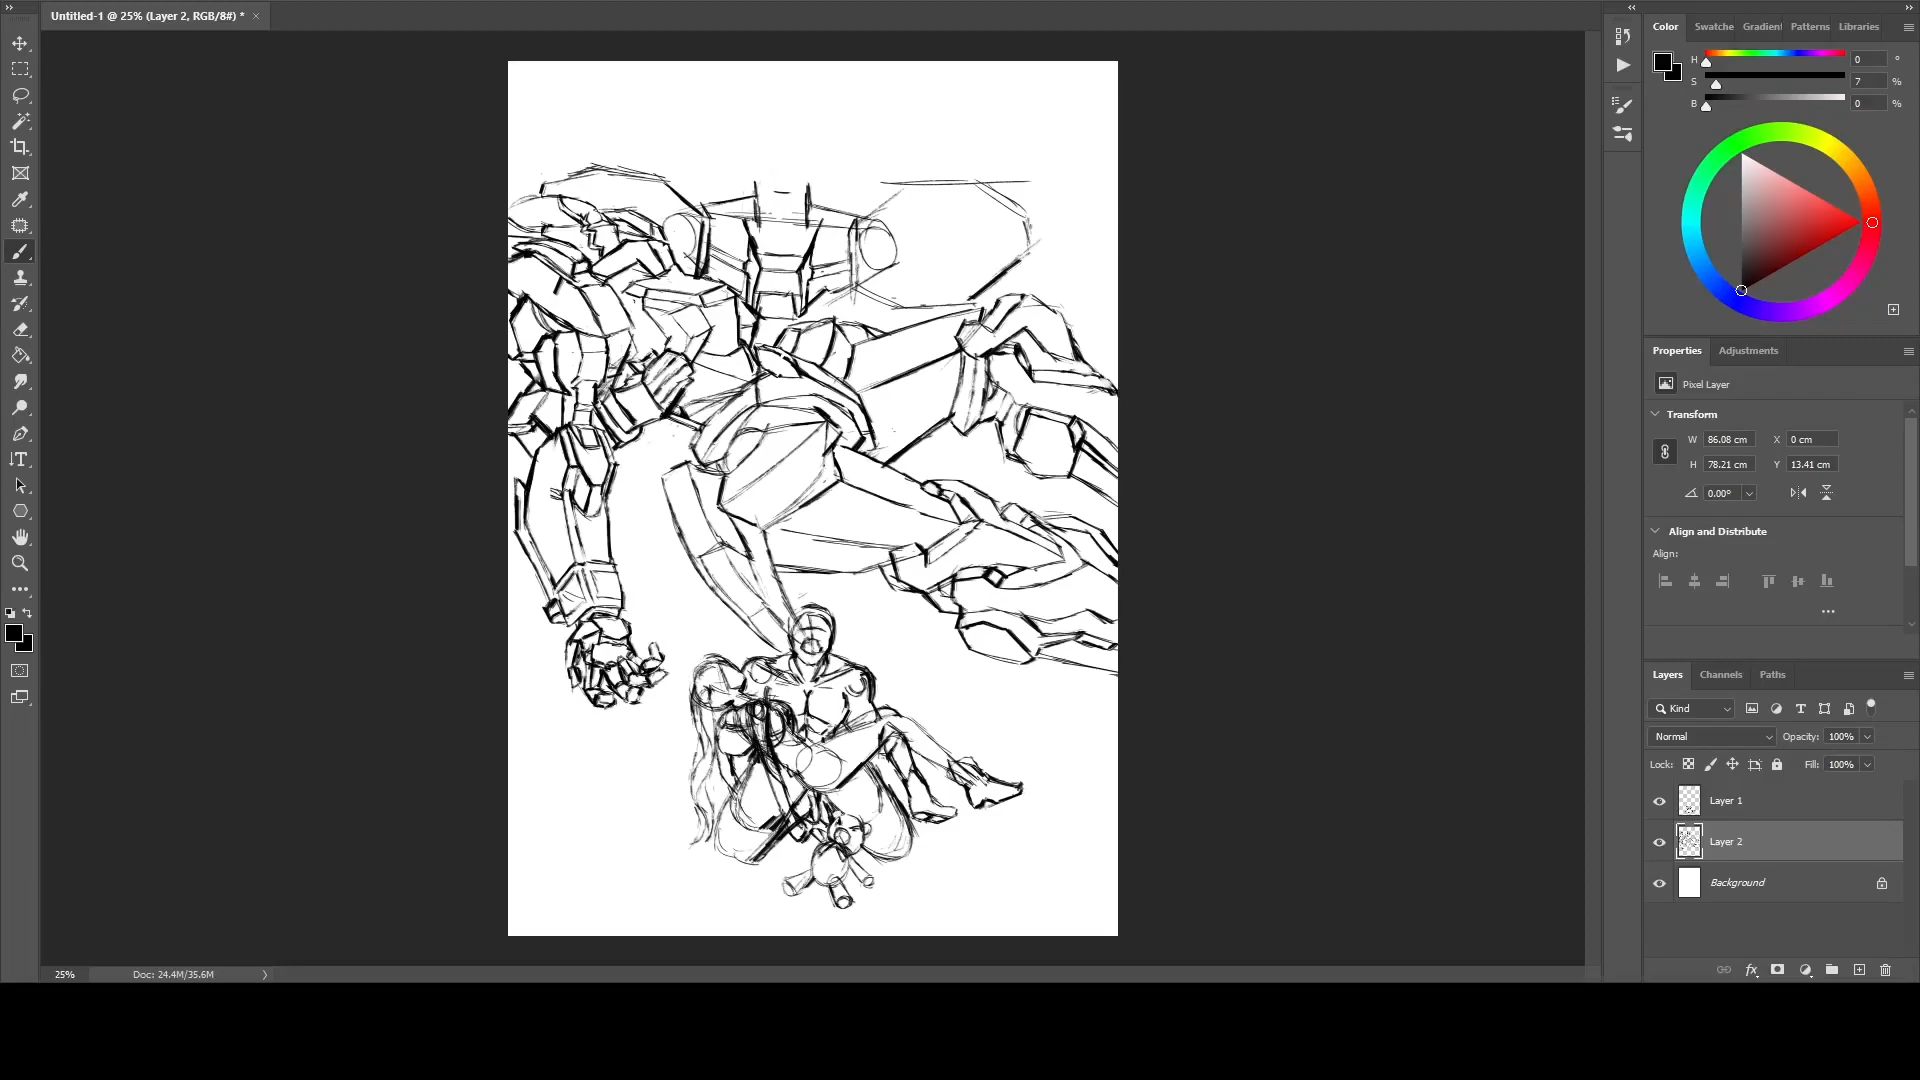 Untitled-1 @ 25% (Layer 2, RGB/8#) *
Color
Swatche
Gradient
Patterns
Libraries
H
0
°
S
7
%
B
0
%
Properties
Adjustments
Pixel Layer
Transform
W 86.08 cm X 0 cm
H 78.21 cm Y 13.41 cm
0.00°
Align and Distribute
Align:
Layers
Channels
Paths
Kind
Normal
Opacity: 100%
Lock:
Fill: 100%
Layer 1
Layer 2
Background
fx
25%
Doc: 24.4M/35.6M